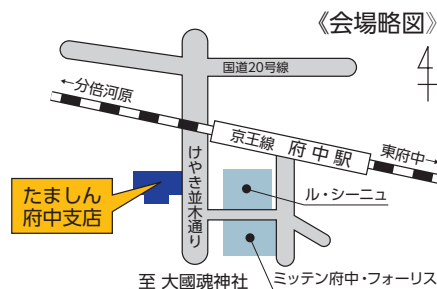 《会場略図》
国道20号線
←分倍河原
京王線 府中駅
東府中→
けやき並木通り
たましん
府中支店
ル・シーニュ
至 大國魂神社
ミッテン府中・フォーリス